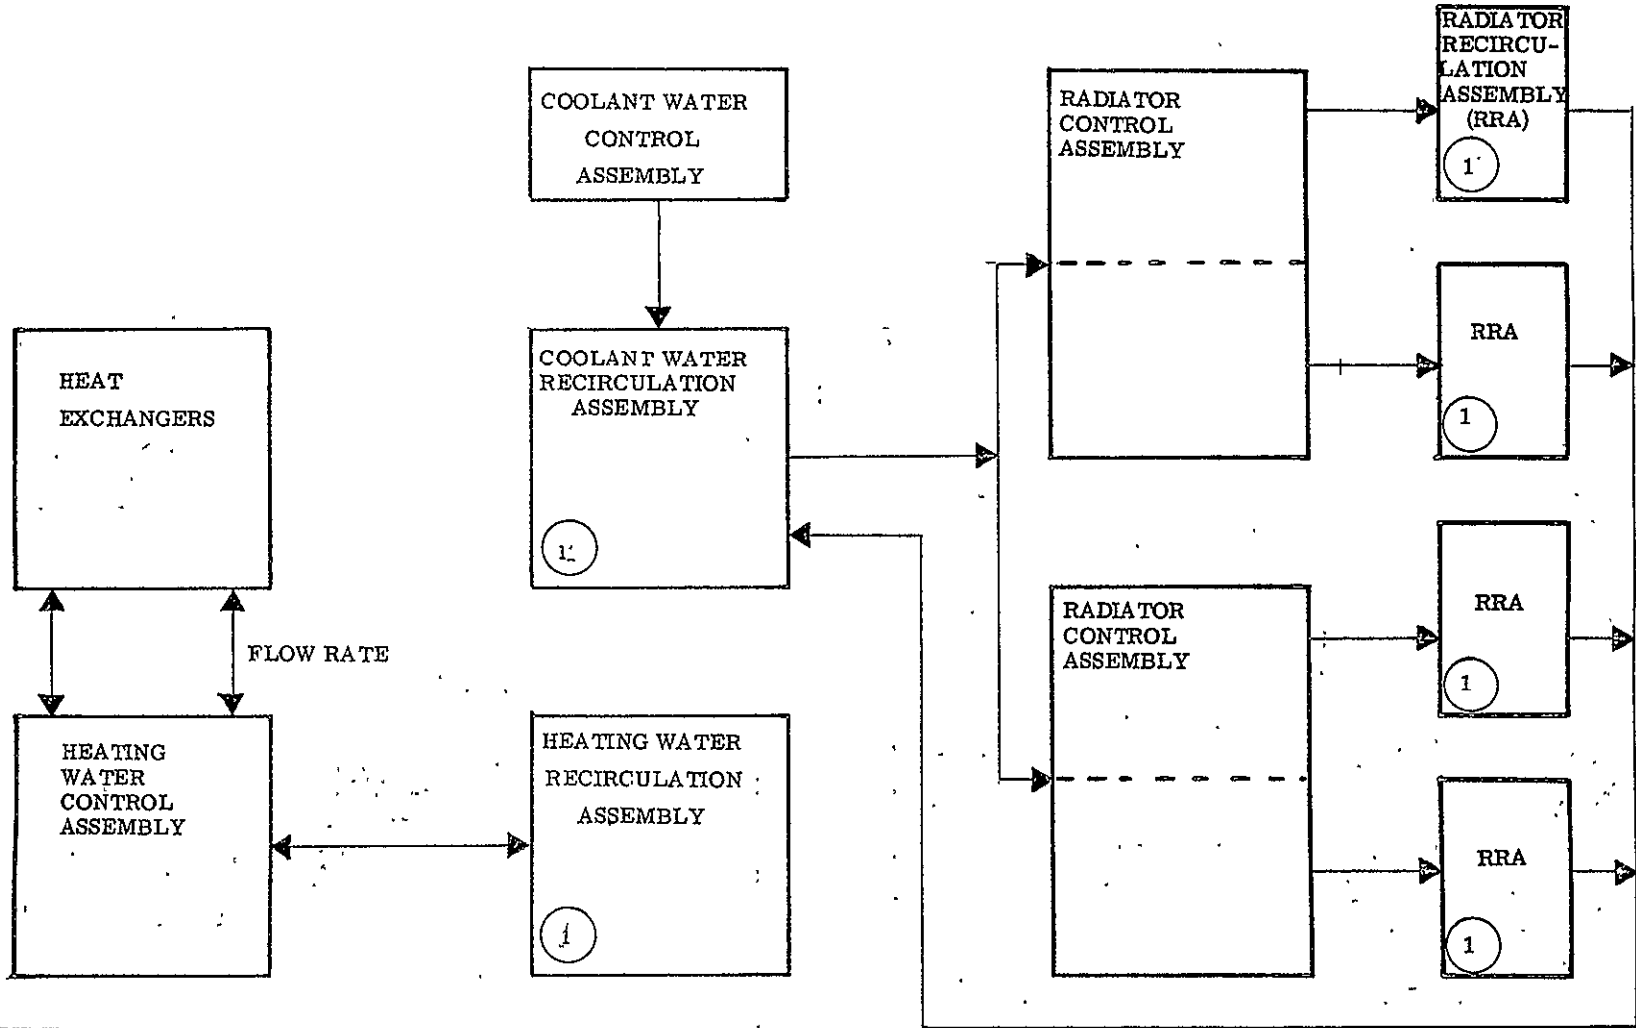 COOLANT WATER
CONTROL
ASSEMBLY
RADIATOR
CONTROL
ASSEMBLY
RADIATOR
RECIRCU-
LATION
ASSEMBLY
(RRA)
1
HEAT
EXCHANGERS
COOLANT WATER
RECIRCULATION
ASSEMBLY
1
RRA
1
FLOW RATE
RADIATOR
CONTROL
ASSEMBLY
RRA
1
HEATING
WATER
CONTROL
ASSEMBLY
HEATING WATER
RECIRCULATION
ASSEMBLY
1
RRA
1